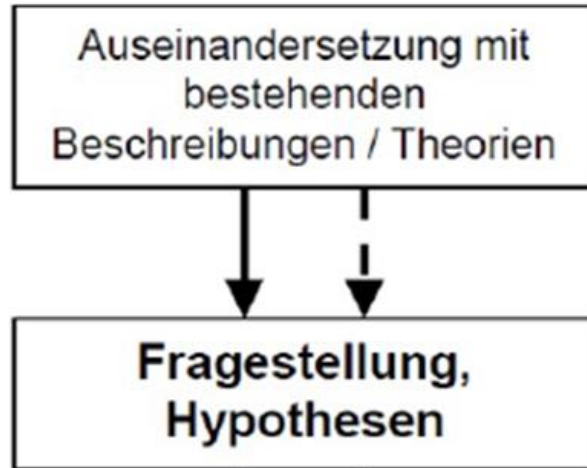 Auseinandersetzung mit
bestehenden
Beschreibungen / Theorien
Fragestellung,
Hypothesen